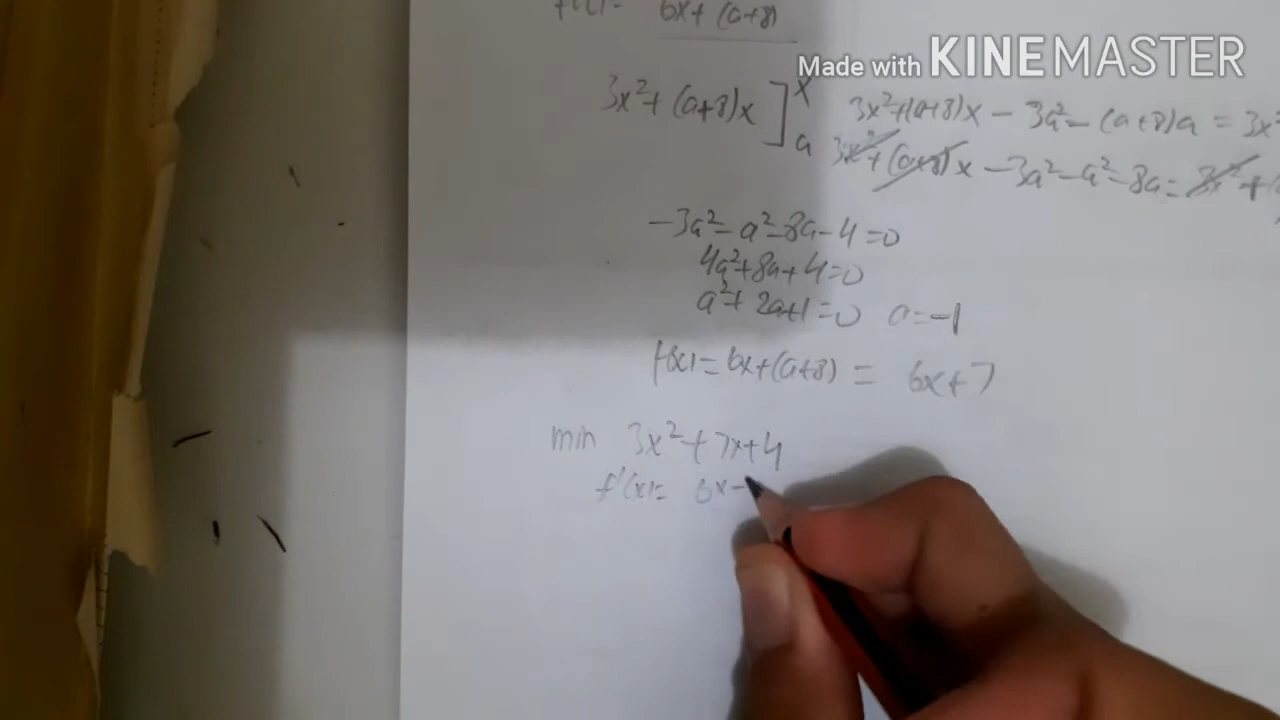 6x+ (a+8)
Made with KINEMASTER
3x²+ (a+8)x ]ₐˣ 3x²+(a+8)x - 3a² - (a+8)a = 3x²
3x²+(a+8)x - 3a² - a² - 8a = 3x² +
-3a² - a² - 8a - 4 = 0
4a²+8a+4=0
a²+ 2a+1=0 a=-1
f(x)= 6x+(a+8) = 6x+7
min 3x²+7x+4
f'(x)= 6x